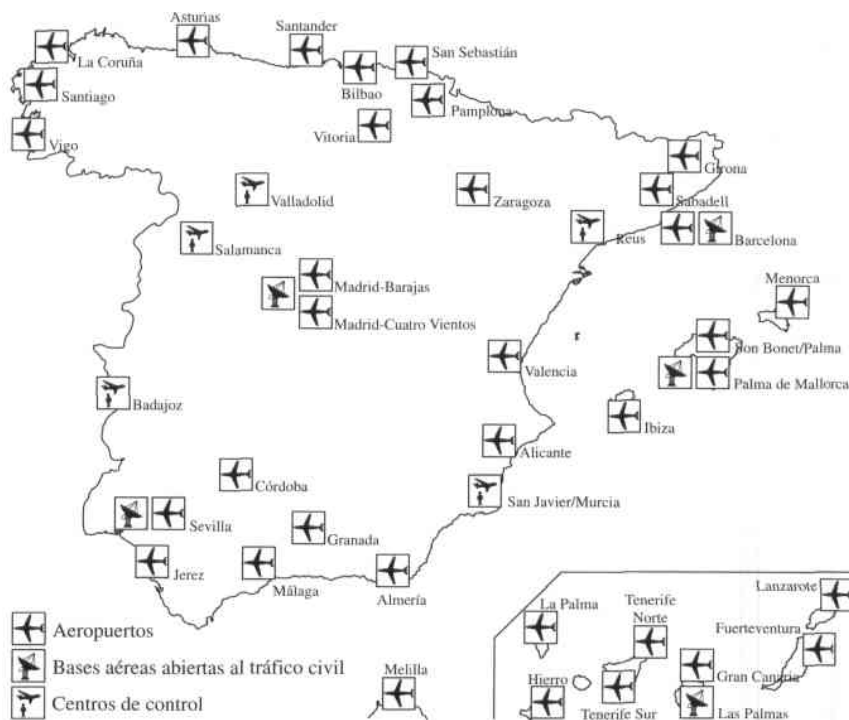 Asturias
Santander
La Coruña
San Sebastián
Santiago
Bilbao
Pamplona
Vigo
Vitoria
Girona
Valladolid
Zaragoza
Sabadell
Salamanca
Reus
Barcelona
Madrid-Barajas
Menorca
Madrid-Cuatro Vientos
Son Bonet/Palma
Valencia
Palma de Mallorca
Badajoz
Ibiza
Alicante
Córdoba
San Javier/Murcia
Sevilla
Granada
Jerez
Málaga
Almería
Lanzarote
La Palma
Tenerife
Norte
Fuerteventura
Aeropuertos
Bases aéreas abiertas al tráfico civil
Melilla
Hierro
Gran Canaria
Centros de control
Tenerife Sur
Las Palmas